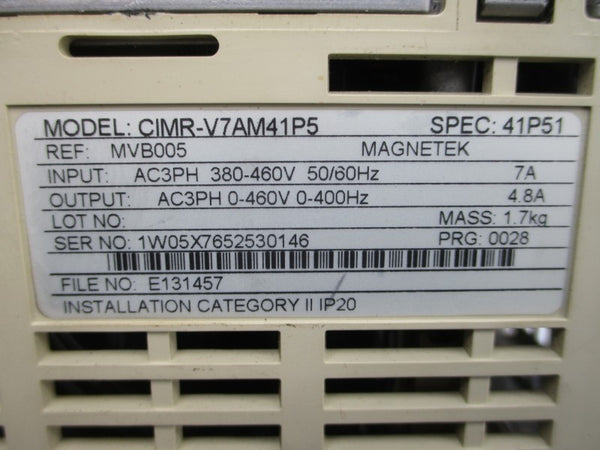 MODEL: CIMR-V7AM41P5 SPEC: 41P51
REF: MVB005 MAGNETEK
INPUT: AC3PH 380-460V 50/60Hz 7A
OUTPUT: AC3PH 0-460V 0-400Hz 4.8A
LOT NO: MASS: 1.7kg
SER NO: 1W05X7652530146 PRG: 0028
FILE NO: E131457
INSTALLATION CATEGORY II IP20